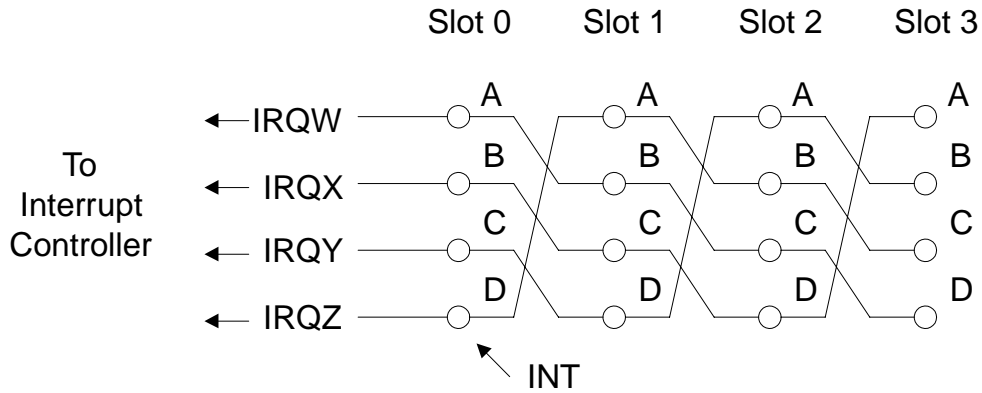 Slot 0 Slot 1 Slot 2 Slot 3
A A A A
IRQW
B B B B
To
Interrupt
Controller
IRQX
C C C C
IRQY
D D D D
IRQZ
INT